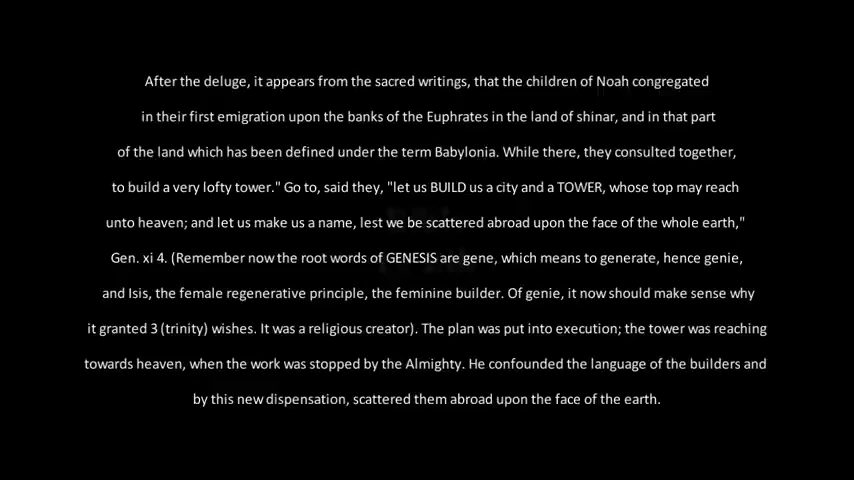 After the deluge, it appears from the sacred writings, that the children of Noah congregated
in their first emigration upon the banks of the Euphrates in the land of shinar, and in that part
of the land which has been defined under the term Babylonia. While there, they consulted together,
to build a very lofty tower." Go to, said they, "let us BUILD us a city and a TOWER, whose top may reach
unto heaven; and let us make us a name, lest we be scattered abroad upon the face of the whole earth,"
Gen. xi 4. (Remember now the root words of GENESIS are gene, which means to generate, hence genie,
and Isis, the female regenerative principle, the feminine builder. Of genie, it now should make sense why
it granted 3 (trinity) wishes. It was a religious creator). The plan was put into execution; the tower was reaching
towards heaven, when the work was stopped by the Almighty. He confounded the language of the builders and
by this new dispensation, scattered them abroad upon the face of the earth.